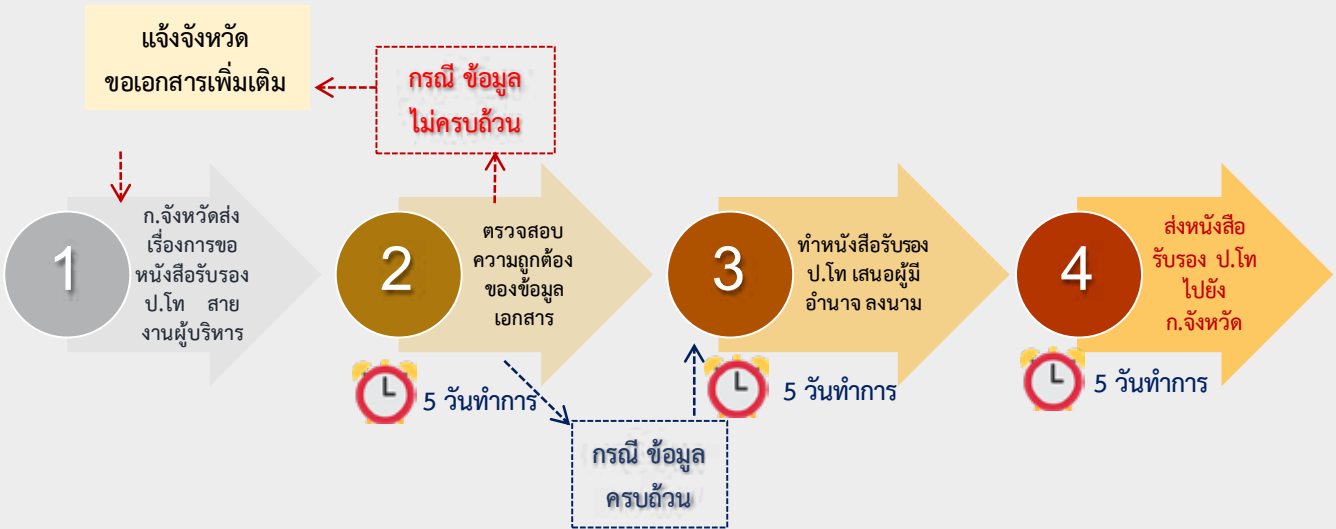 แจ้งจังหวัด
ขอเอกสารเพิ่มเติม
กรณี ข้อมูล
ไม่ครบถ้วน
1
ก.จังหวัดส่ง
เรื่องการขอ
หนังสือรับรอง
ป.โท สาย
งานผู้บริหาร
2
ตรวจสอบ
ความถูกต้อง
ของข้อมูล
เอกสาร
5 วันทำการ
กรณี ข้อมูล
ครบถ้วน
3
ทำหนังสือรับรอง
ป.โท เสนอผู้มี
อำนาจ ลงนาม
5 วันทำการ
4
ส่งหนังสือ
รับรอง ป.โท
ไปยัง
ก.จังหวัด
5 วันทำการ